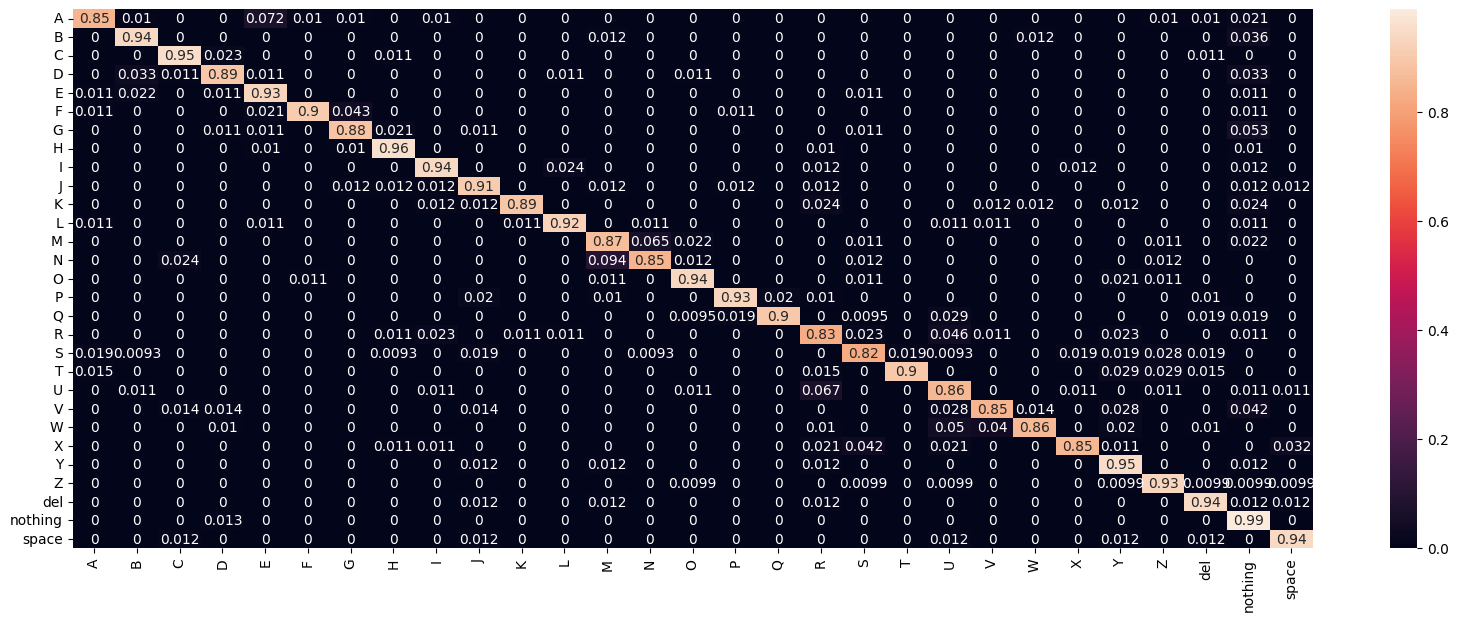 A 0.85 0.01 0 0 0.072 0.01 0.01 0 0.01 0 0 0 0 0 0 0 0 0 0 0 0 0 0 0 0 0.01 0.01 0.021 0
B 0 0.94 0 0 0 0 0 0 0 0 0 0 0.012 0 0 0 0 0 0 0 0 0 0.012 0 0 0 0 0.036 0
C 0 0 0.95 0.023 0 0 0 0.011 0 0 0 0 0 0 0 0 0 0 0 0 0 0 0 0 0 0 0.011 0 0
D 0 0.033 0.011 0.89 0.011 0 0 0 0 0 0 0.011 0 0 0.011 0 0 0 0 0 0 0 0 0 0 0 0 0.033 0
E 0.011 0.022 0 0.011 0.93 0 0 0 0 0 0 0 0 0 0 0 0 0 0.011 0 0 0 0 0 0 0 0 0.011 0
F 0.011 0 0 0 0.021 0.9 0.043 0 0 0 0 0 0 0 0 0.011 0 0 0 0 0 0 0 0 0 0 0 0.011 0
G 0 0 0 0.011 0.011 0 0.88 0.021 0 0.011 0 0 0 0 0 0 0 0 0.011 0 0 0 0 0 0 0 0 0.053 0
H 0 0 0 0 0.01 0 0.01 0.96 0 0 0 0 0 0 0 0 0 0.01 0 0 0 0 0 0 0 0 0 0.01 0
I 0 0 0 0 0 0 0 0 0.94 0 0 0.024 0 0 0 0 0 0.012 0 0 0 0 0 0.012 0 0 0 0.012 0
J 0 0 0 0 0 0 0.012 0.012 0.012 0.91 0 0 0.012 0 0 0.012 0 0.012 0 0 0 0 0 0 0 0 0 0.012 0.012
K 0 0 0 0 0 0 0 0 0.012 0.012 0.89 0 0 0 0 0 0 0.024 0 0 0 0.012 0.012 0 0.012 0 0 0.024 0
L 0.011 0 0 0 0.011 0 0 0 0 0 0.011 0.92 0 0.011 0 0 0 0 0 0 0.011 0.011 0 0 0 0 0 0.011 0
M 0 0 0 0 0 0 0 0 0 0 0 0 0.87 0.065 0.022 0 0 0 0.011 0 0 0 0 0 0 0.011 0 0.022 0
N 0 0 0.024 0 0 0 0 0 0 0 0 0 0.094 0.85 0.012 0 0 0 0.012 0 0 0 0 0 0 0.012 0 0 0
O 0 0 0 0 0 0.011 0 0 0 0 0 0 0.011 0 0.94 0 0 0 0.011 0 0 0 0 0 0.021 0.011 0 0 0
P 0 0 0 0 0 0 0 0 0 0.02 0 0 0.01 0 0 0.93 0.02 0.01 0 0 0 0 0 0 0 0 0.01 0 0
Q 0 0 0 0 0 0 0 0 0 0 0 0 0 0 0.0095 0.019 0.9 0 0.0095 0 0.029 0 0 0 0 0 0.019 0.019 0
R 0 0 0 0 0 0 0 0.011 0.023 0 0.011 0.011 0 0 0 0 0 0.83 0.023 0 0.046 0.011 0 0 0.023 0 0 0.011 0
S 0.019 0.0093 0 0 0 0 0 0.0093 0 0.019 0 0 0 0.0093 0 0 0 0 0.82 0.019 0.0093 0 0 0.019 0.019 0.028 0.019 0 0
T 0.015 0 0 0 0 0 0 0 0 0 0 0 0 0 0 0 0 0.015 0 0.9 0 0 0 0 0.029 0.029 0.015 0 0
U 0 0.011 0 0 0 0 0 0 0.011 0 0 0 0 0 0.011 0 0 0.067 0 0 0.86 0 0 0.011 0 0.011 0 0.011 0.011
V 0 0 0.014 0.014 0 0 0 0 0 0.014 0 0 0 0 0 0 0 0 0 0 0.028 0.85 0.014 0 0.028 0 0 0.042 0
W 0 0 0 0.01 0 0 0 0 0 0 0 0 0 0 0 0 0 0.01 0 0 0.05 0.04 0.86 0 0.02 0 0.01 0 0
X 0 0 0 0 0 0 0 0.011 0.011 0 0 0 0 0 0 0 0 0.021 0.042 0 0.021 0 0 0.85 0.011 0 0 0 0.032
Y 0 0 0 0 0 0 0 0 0 0.012 0 0 0.012 0 0 0 0 0.012 0 0 0 0 0 0 0.95 0 0 0.012 0
Z 0 0 0 0 0 0 0 0 0 0 0 0 0 0 0.0099 0 0 0 0.0099 0 0.0099 0 0 0 0.0099 0.93 0.0099 0.0099 0.0099
del 0 0 0 0 0 0 0 0 0 0.012 0 0 0.012 0 0 0 0 0.012 0 0 0 0 0 0 0 0 0.94 0.012 0.012
nothing 0 0 0 0.013 0 0 0 0 0 0 0 0 0 0 0 0 0 0 0 0 0 0 0 0 0 0 0 0.99 0
space 0 0 0.012 0 0 0 0 0 0 0.012 0 0 0 0 0 0 0 0 0 0 0.012 0 0 0 0.012 0 0.012 0 0.94
A B C D E F G H I J K L M N O P Q R S T U V W X Y Z del nothing space
0.8
0.6
0.4
0.2
0.0